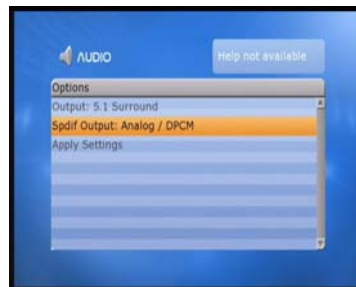 AUDIO
Help not available
Options
Output: 5.1 Surround
Spdif Output: Analog / DPCM
Apply Settings